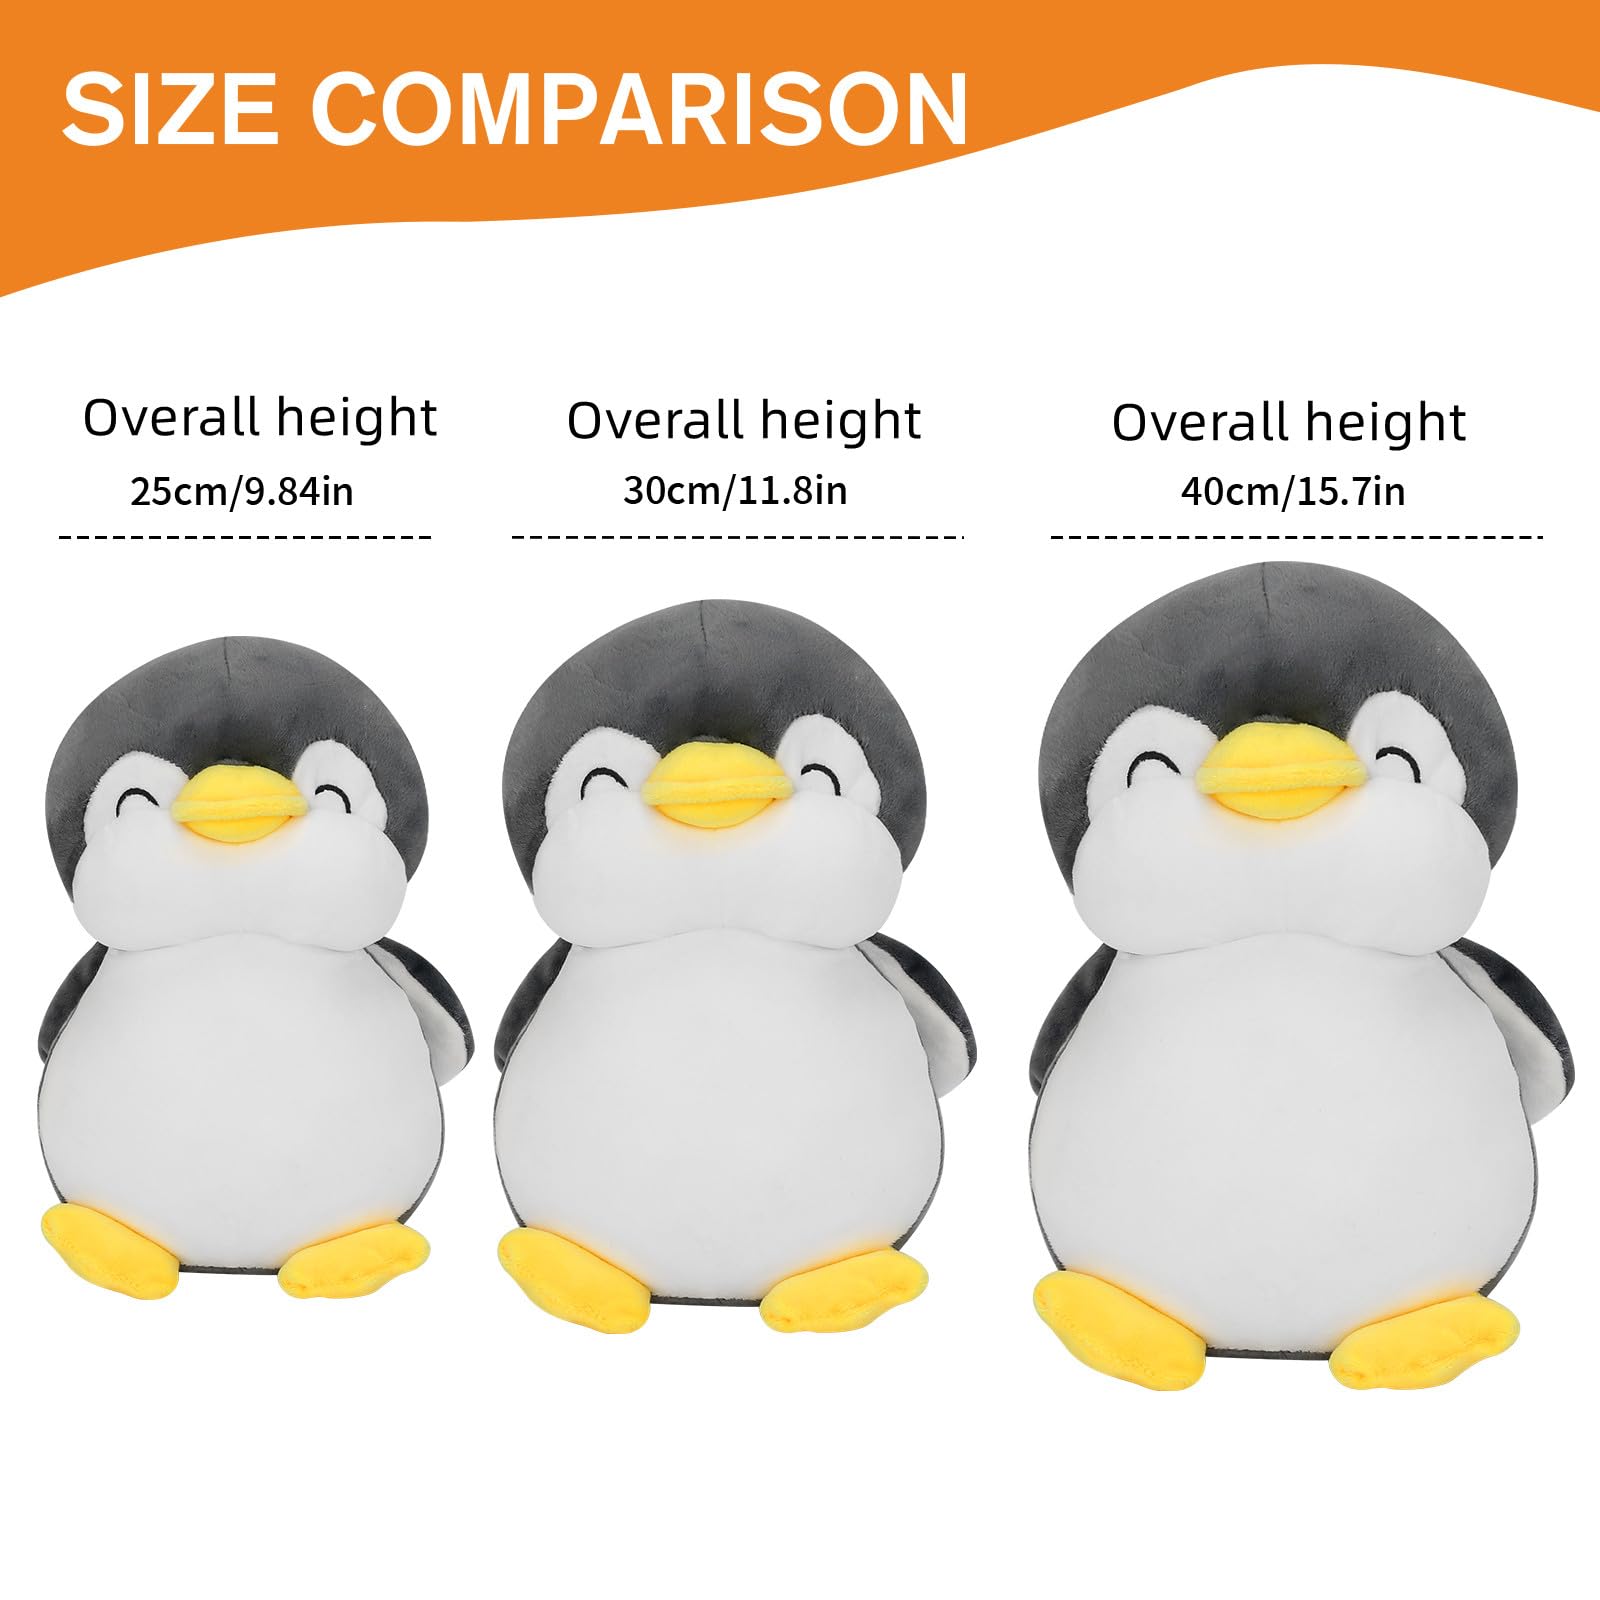 SIZE COMPARISON
Overall height
25cm/9.84in
Overall height
30cm/11.8in
Overall height
40cm/15.7in